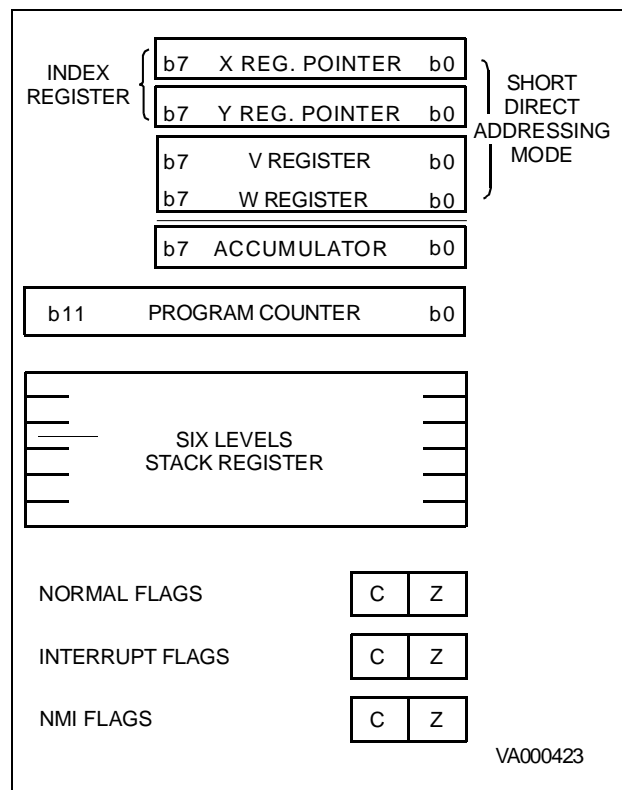 INDEX
REGISTER
b7 X REG. POINTER b0
b7 Y REG. POINTER b0
b7 V REGISTER b0
b7 W REGISTER b0
SHORT
DIRECT
ADDRESSING
MODE
b7 ACCUMULATOR b0
b11 PROGRAM COUNTER b0
SIX LEVELS
STACK REGISTER
NORMAL FLAGS C Z
INTERRUPT FLAGS C Z
NMI FLAGS C Z
VA000423